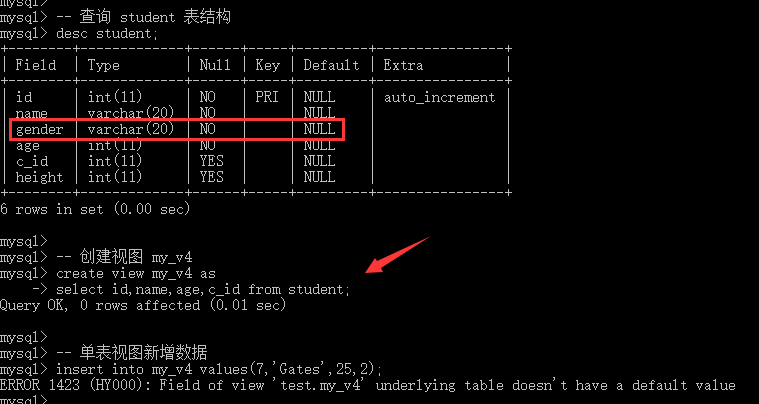 mysql>
mysql> -- 查询 student 表结构
mysql> desc student;
+--------+-------------+------+-----+---------+----------------+
| Field  | Type        | Null | Key | Default | Extra          |
+--------+-------------+------+-----+---------+----------------+
| id     | int(11)     | NO   | PRI | NULL    | auto_increment |
| name   | varchar(20) | NO   |     | NULL    |                |
| gender | varchar(20) | NO   |     | NULL    |                |
| age    | int(11)     | NO   |     | NULL    |                |
| c_id   | int(11)     | YES  |     | NULL    |                |
| height | int(11)     | YES  |     | NULL    |                |
+--------+-------------+------+-----+---------+----------------+
6 rows in set (0.00 sec)
mysql>
mysql> -- 创建视图 my_v4
mysql> create view my_v4 as
    -> select id,name,age,c_id from student;
Query OK, 0 rows affected (0.01 sec)
mysql>
mysql> -- 单表视图新增数据
mysql> insert into my_v4 values(7,'Gates',25,2);
ERROR 1423 (HY000): Field of view 'test.my_v4' underlying table doesn't have a default value
mysql>